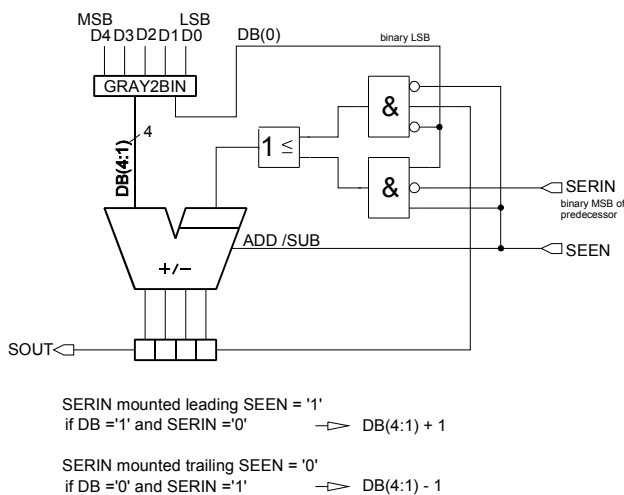 MSB LSB
D4 D3 D2 D1 D0
DB(0)
binary LSB
GRAY2BIN
4
DB(4:1)
&
1 ≤
&
SERIN
binary MSB of
predecessor
ADD /SUB
SEEN
+/−
SOUT
SERIN mounted leading SEEN = '1'
if DB ='1' and SERIN ='0' DB(4:1) + 1
SERIN mounted trailing SEEN = '0'
if DB ='0' and SERIN ='1' DB(4:1) - 1